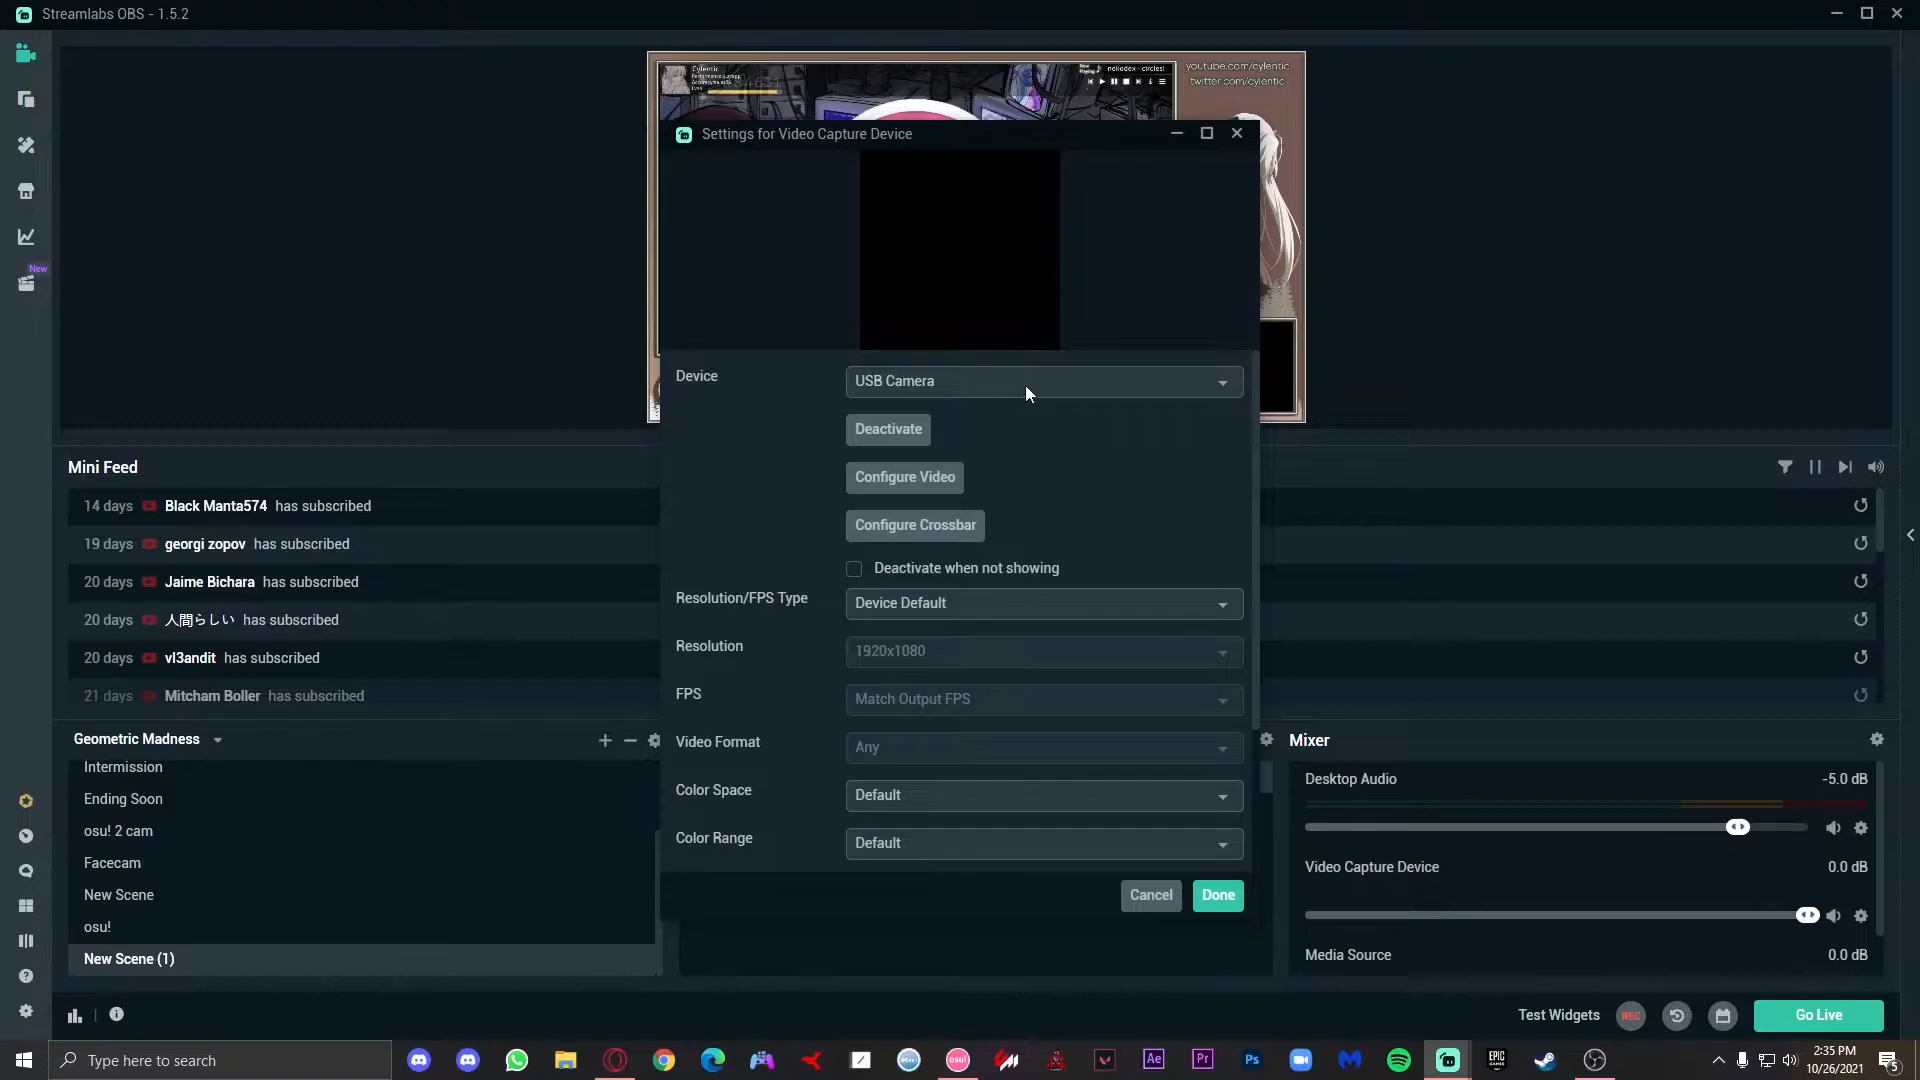 Streamlabs OBS - 1.5.2
youtube.com/cylentic
twitter.com/cylentic
Cylentic
nekodex - circles!
Settings for Video Capture Device
New
Device
USB Camera
Deactivate
Configure Video
Configure Crossbar
Deactivate when not showing
Resolution/FPS Type
Device Default
Resolution
1920x1080
FPS
Match Output FPS
Video Format
Any
Color Space
Default
Color Range
Default
Cancel
Done
Mini Feed
14 days Black Manta574 has subscribed
19 days georgi zopov has subscribed
20 days Jaime Bichara has subscribed
20 days 人間らしい has subscribed
20 days vl3andit has subscribed
21 days Mitcham Boller has subscribed
Geometric Madness
Intermission
Ending Soon
osu! 2 cam
Facecam
New Scene
osu!
New Scene (1)
Mixer
Desktop Audio
-5.0 dB
Video Capture Device
0.0 dB
Media Source
0.0 dB
Test Widgets
REC
Go Live
Type here to search
osu!
Ae
Pr
Ps
EPIC
GAMES
2:35 PM
10/26/2021
5